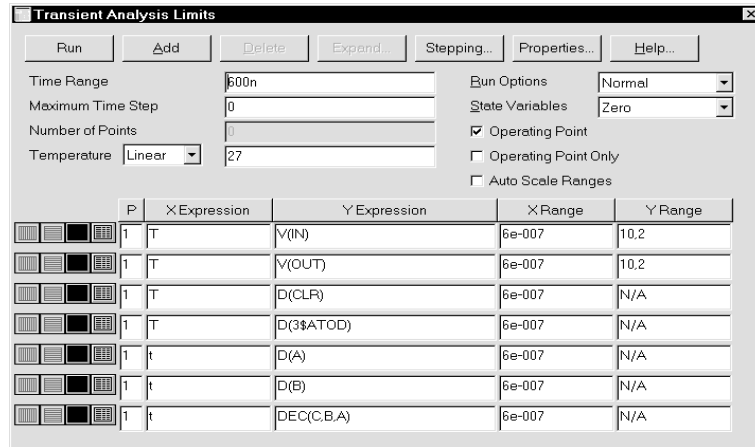 Transient Analysis Limits
Run Add Delete Expand... Stepping... Properties... Help...
Time Range 600n Run Options Normal
Maximum Time Step 0 State Variables Zero
Number of Points 0 Operating Point
Temperature Linear 27 Operating Point Only
Auto Scale Ranges
P X Expression Y Expression X Range Y Range
1 T V(IN) 6e-007 10,2
1 T V(OUT) 6e-007 10,2
1 T D(CLR) 6e-007 N/A
1 T D(3$ATOD) 6e-007 N/A
1 t D(A) 6e-007 N/A
1 t D(B) 6e-007 N/A
1 t DEC(C,B,A) 6e-007 N/A